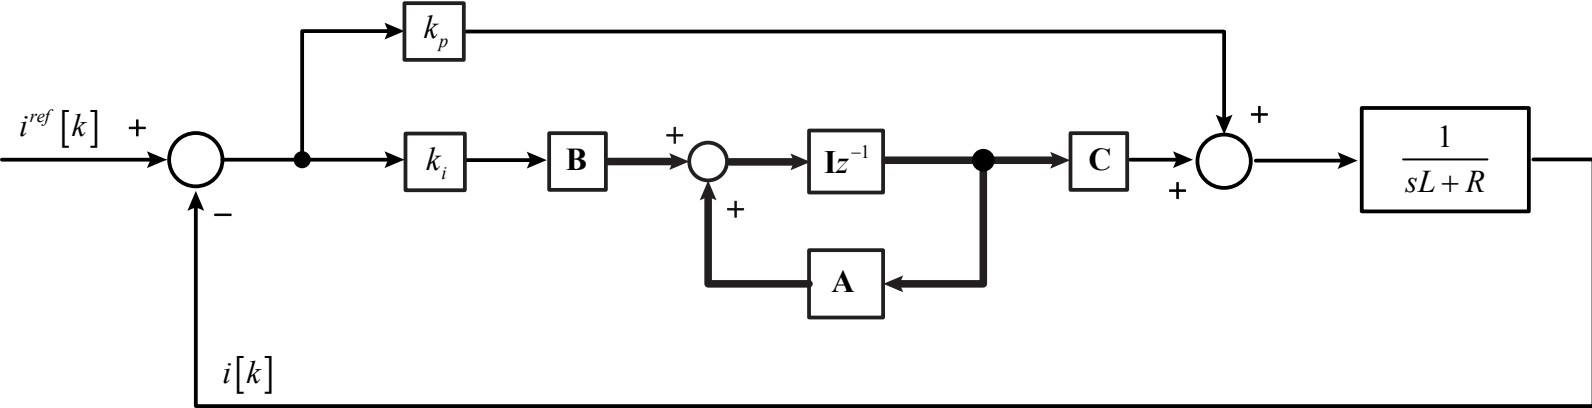 k_p
i^{ref}[k] + 
k_i
B
+
Iz^{-1}
C
+
+
1
sL + R
−
+
A
i[k]